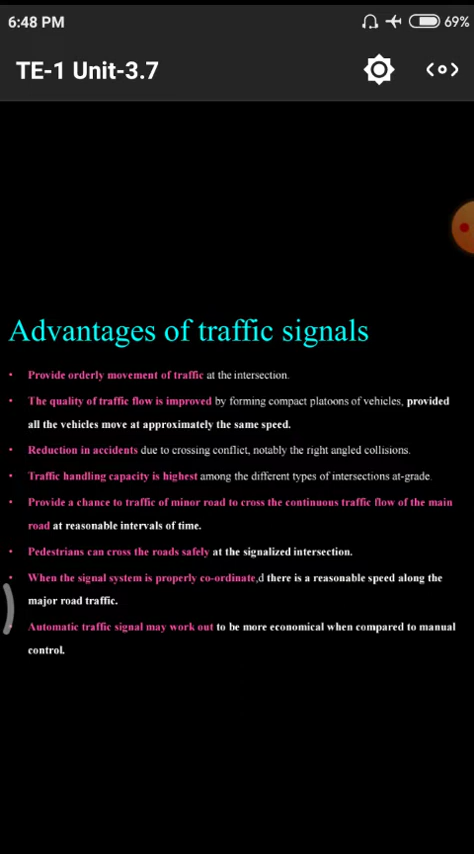 6:48 PM
69%
TE-1 Unit-3.7
Advantages of traffic signals
• Provide orderly movement of traffic at the intersection.
• The quality of traffic flow is improved by forming compact platoons of vehicles, provided
all the vehicles move at approximately the same speed.
• Reduction in accidents due to crossing conflict, notably the right angled collisions.
• Traffic handling capacity is highest among the different types of intersections at-grade.
• Provide a chance to traffic of minor road to cross the continuous traffic flow of the main
road at reasonable intervals of time.
• Pedestrians can cross the roads safely at the signalized intersection.
• When the signal system is properly co-ordinate,d there is a reasonable speed along the
major road traffic.
• Automatic traffic signal may work out to be more economical when compared to manual
control.